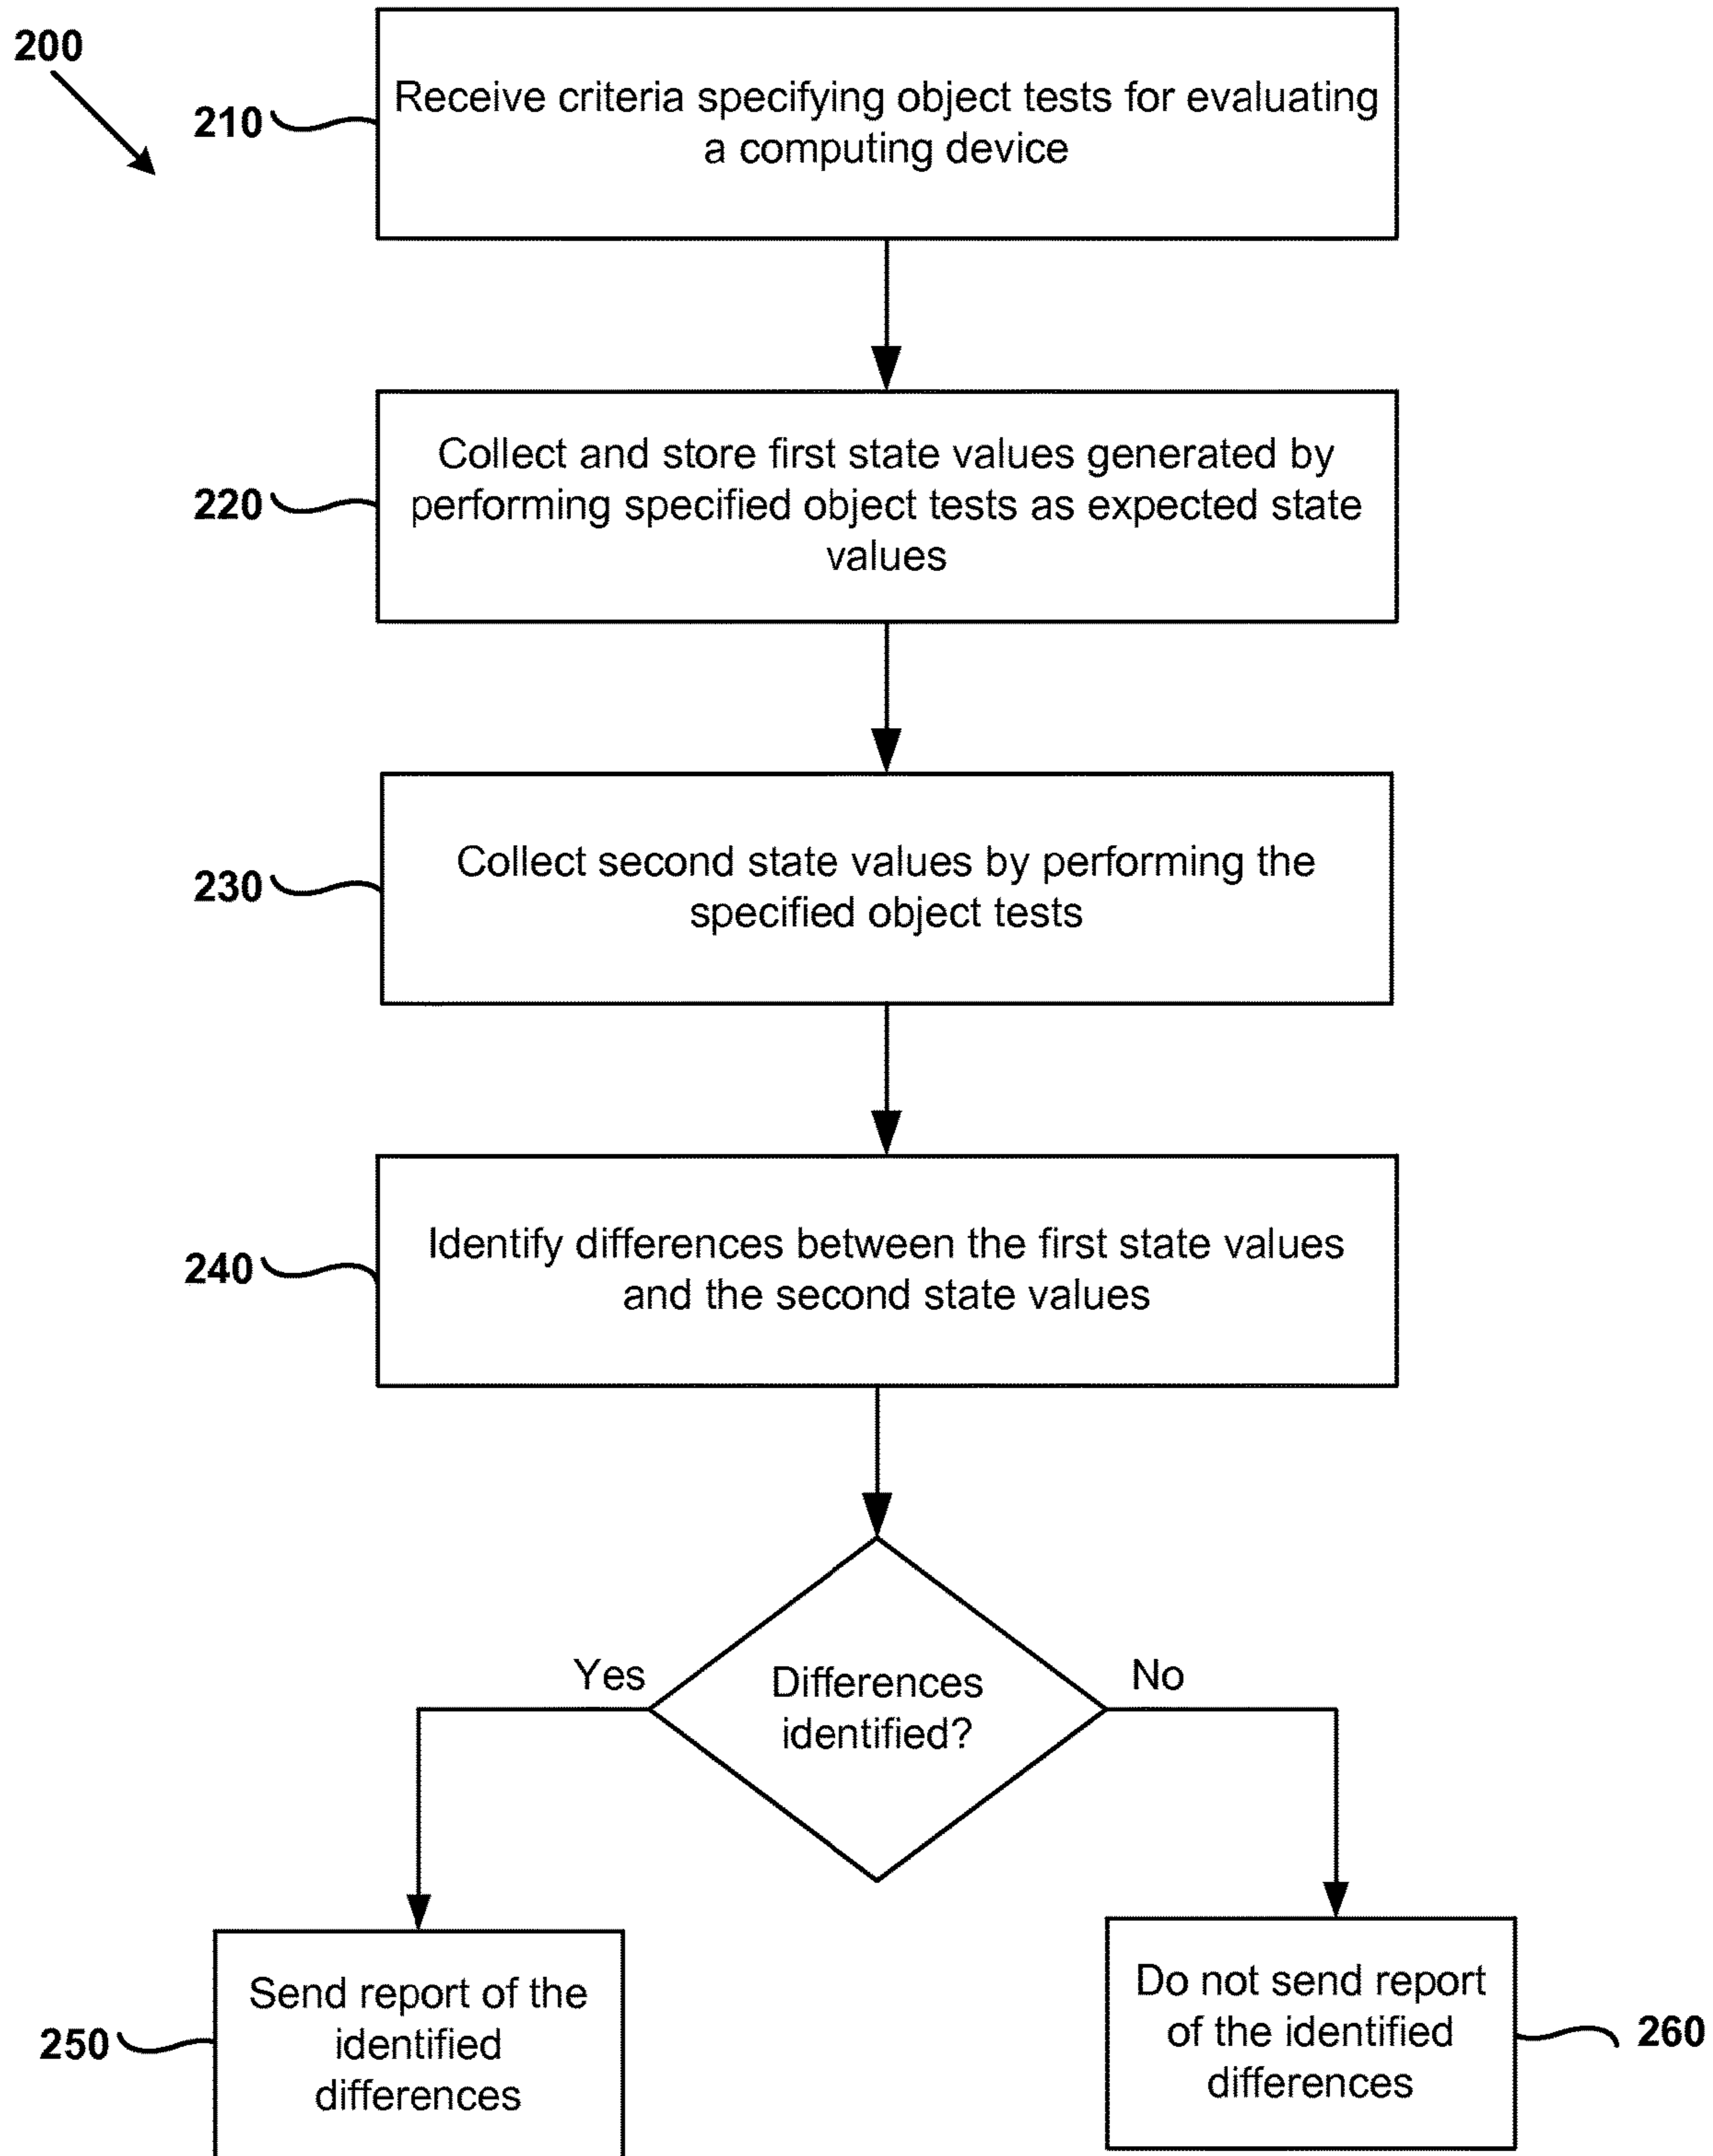 200
210
Receive criteria specifying object tests for evaluating
a computing device
220
Collect and store first state values generated by
performing specified object tests as expected state
values
230
Collect second state values by performing the
specified object tests
240
Identify differences between the first state values
and the second state values
Yes
Differences
identified?
No
250
Send report of the
identified
differences
Do not send report
of the identified
differences
260